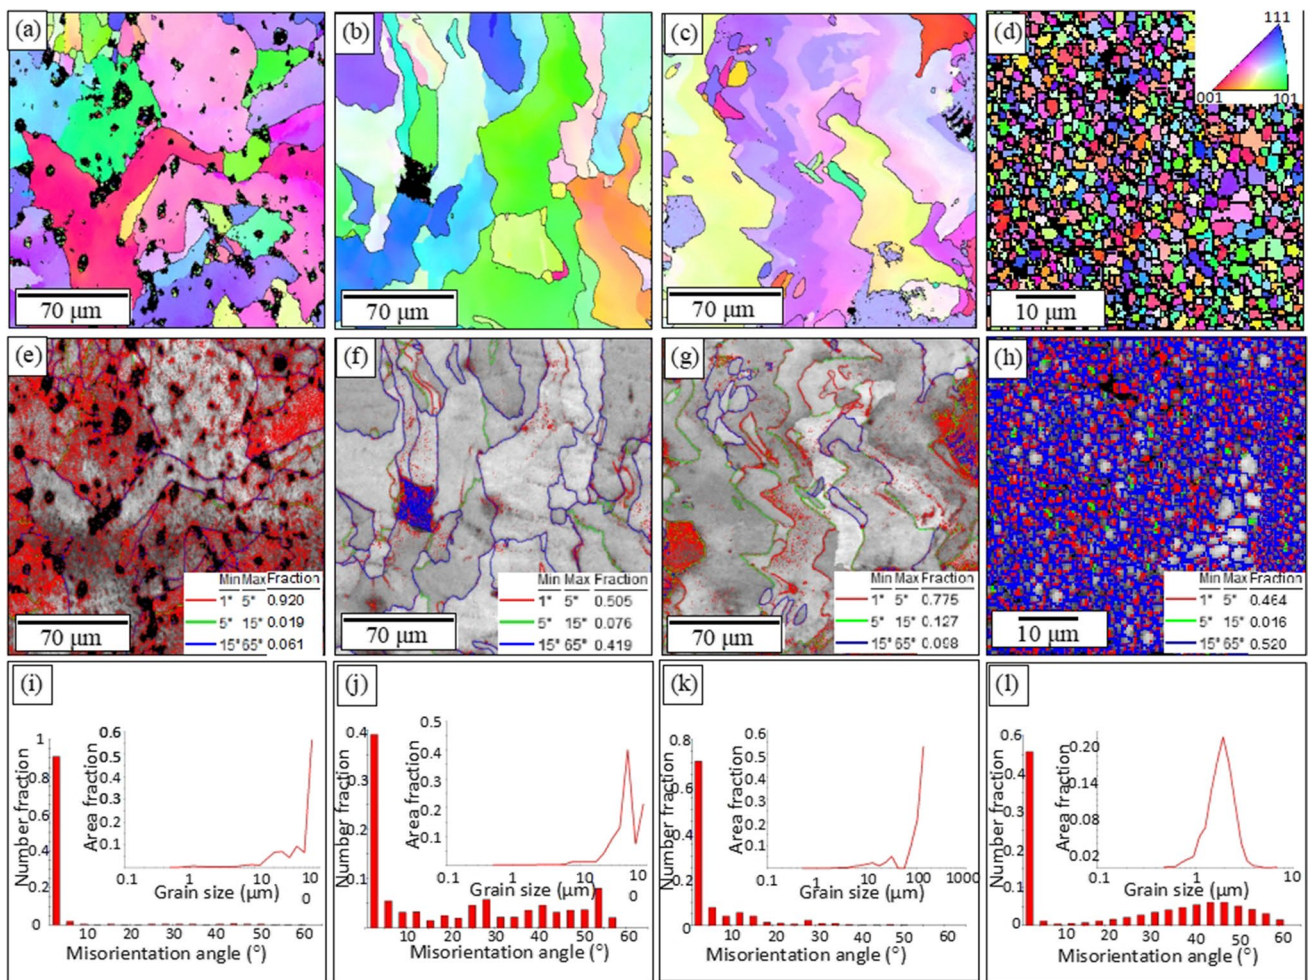 (a)
(b)
(c)
(d)
111
001
101
70 µm
70 µm
70 µm
10 µm
(e)
(f)
(g)
(h)
Min Max Fraction
1° 5° 0.920
5° 15° 0.019
15° 65° 0.061
70 µm
Min Max Fraction
1° 5° 0.505
5° 15° 0.076
15° 65° 0.419
70 µm
Min Max Fraction
1° 5° 0.775
5° 15° 0.127
15° 65° 0.098
70 µm
Min Max Fraction
1° 5° 0.464
5° 15° 0.016
15° 65° 0.520
10 µm
(i)
Number fraction
1
0.8
0.6
0.4
0.2
0
Area fraction
0.6
0.5
0.4
0.3
0.2
0.1
0.1 1 10 10
0
Grain size (µm)
10 20 30 40 50 60
Misorientation angle (°)
(j)
Number fraction
0.4
0.3
0.2
0.1
0
Area fraction
0.5
0.4
0.3
0.2
0.1
0.1 1 10 10
0
Grain size (µm)
10 20 30 40 50 60
Misorientation angle (°)
(k)
Number fraction
0.8
0.6
0.4
0.2
0
Area fraction
0.6
0.5
0.4
0.3
0.2
0.1
0.1 1 10 100 1000
Grain size (µm)
10 20 30 40 50 60
Misorientation angle (°)
(l)
Number fraction
0.6
0.5
0.4
0.3
0.2
0.1
0
Area fraction
0.20
0.14
0.08
0.02
0.1 1 10
Grain size (µm)
10 20 30 40 50 60
Misorientation angle (°)